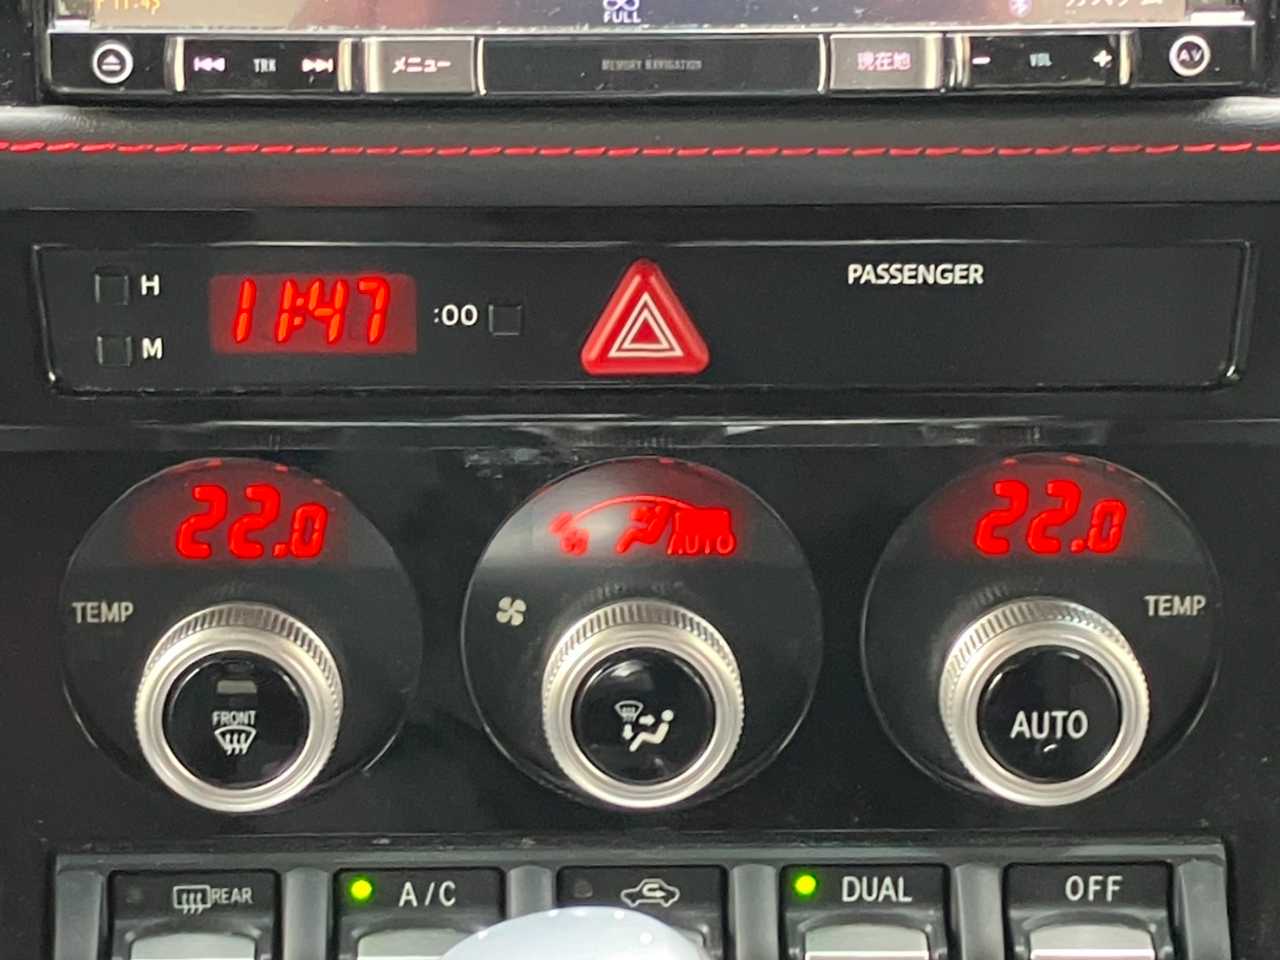 FULL
TRK
メニュー
MEMORY NAVIGATION
現在地
− VOL +
AV
H
11:47
:00
M
PASSENGER
22.0
AUTO
22.0
TEMP
TEMP
FRONT
AUTO
REAR
A/C
DUAL
OFF